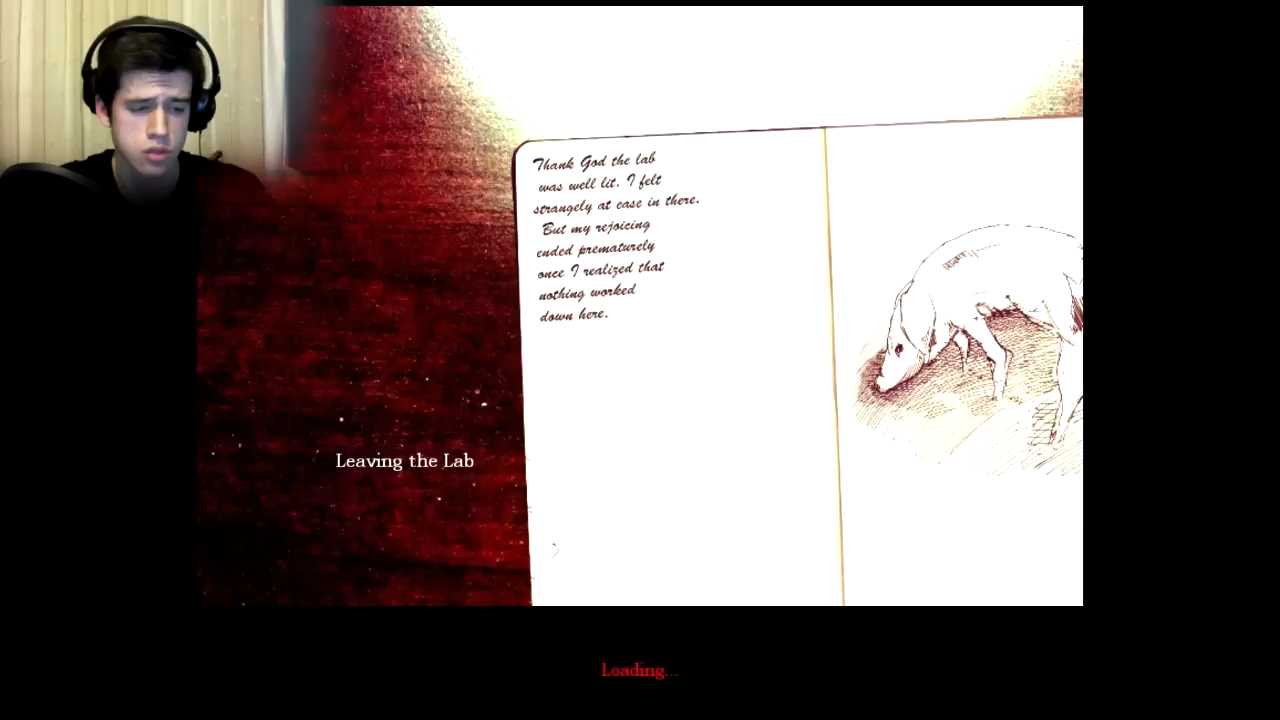 Thank God the lab
was well lit. I felt
strangely at ease in there.
But my rejoicing
ended prematurely
once I realized that
nothing worked
down here.
Leaving the Lab
Loading...